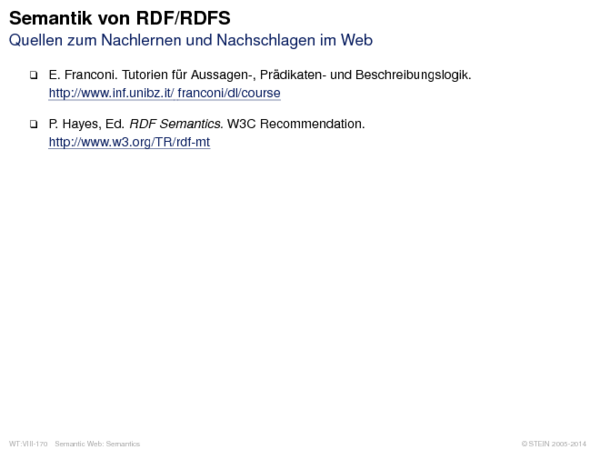 Semantik von RDF/RDFS
Quellen zum Nachlernen und Nachschlagen im Web
❑ E. Franconi. Tutorien für Aussagen-, Prädikaten- und Beschreibungslogik.
http://www.inf.unibz.it/ franconi/dl/course
❑ P. Hayes, Ed. RDF Semantics. W3C Recommendation.
http://www.w3.org/TR/rdf-mt
WT:VIII-170 Semantic Web: Semantics
© STEIN 2005-2014